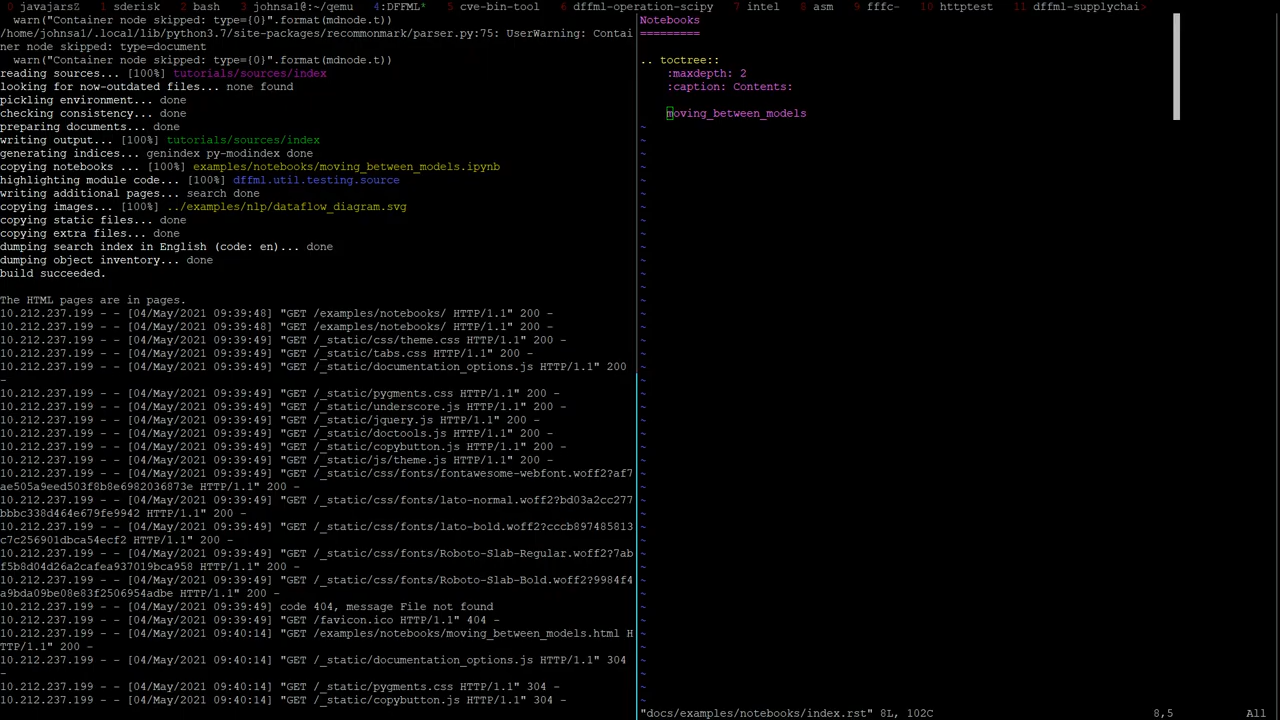 0 javajarsZ  1 sderisk  2 bash  3 johnsal@:~/qemu  4:DFFML*  5 cve-bin-tool  6 dffml-operation-scipy  7 intel  8 asm  9 fffc-  10 httptest  11 dffml-supplychai>
warn("Container node skipped: type={0}".format(mdnode.t))
/home/johnsal/.local/lib/python3.7/site-packages/recommonmark/parser.py:75: UserWarning: Contai
ner node skipped: type=document
warn("Container node skipped: type={0}".format(mdnode.t))
reading sources... [100%] tutorials/sources/index
looking for now-outdated files... none found
pickling environment... done
checking consistency... done
preparing documents... done
writing output... [100%] tutorials/sources/index
generating indices... genindex py-modindex done
copying notebooks ... [100%] examples/notebooks/moving_between_models.ipynb
highlighting module code... [100%] dffml.util.testing.source
writing additional pages... search done
copying images... [100%] ../examples/nlp/dataflow_diagram.svg
copying static files... done
copying extra files... done
dumping search index in English (code: en)... done
dumping object inventory... done
build succeeded.
The HTML pages are in pages.
10.212.237.199 - - [04/May/2021 09:39:48] "GET /examples/notebooks/ HTTP/1.1" 200 -
10.212.237.199 - - [04/May/2021 09:39:48] "GET /examples/notebooks/ HTTP/1.1" 200 -
10.212.237.199 - - [04/May/2021 09:39:49] "GET /_static/css/theme.css HTTP/1.1" 200 -
10.212.237.199 - - [04/May/2021 09:39:49] "GET /_static/tabs.css HTTP/1.1" 200 -
10.212.237.199 - - [04/May/2021 09:39:49] "GET /_static/documentation_options.js HTTP/1.1" 200
-
10.212.237.199 - - [04/May/2021 09:39:49] "GET /_static/pygments.css HTTP/1.1" 200 -
10.212.237.199 - - [04/May/2021 09:39:49] "GET /_static/underscore.js HTTP/1.1" 200 -
10.212.237.199 - - [04/May/2021 09:39:49] "GET /_static/jquery.js HTTP/1.1" 200 -
10.212.237.199 - - [04/May/2021 09:39:49] "GET /_static/doctools.js HTTP/1.1" 200 -
10.212.237.199 - - [04/May/2021 09:39:49] "GET /_static/copybutton.js HTTP/1.1" 200 -
10.212.237.199 - - [04/May/2021 09:39:49] "GET /_static/js/theme.js HTTP/1.1" 200 -
10.212.237.199 - - [04/May/2021 09:39:49] "GET /_static/css/fonts/fontawesome-webfont.woff2?af7
ae505a9eed503f8b8e6982036873e HTTP/1.1" 200 -
10.212.237.199 - - [04/May/2021 09:39:49] "GET /_static/css/fonts/lato-normal.woff2?bd03a2cc277
bbbc338d464e679fe9942 HTTP/1.1" 200 -
10.212.237.199 - - [04/May/2021 09:39:49] "GET /_static/css/fonts/lato-bold.woff2?cccb897485813
c7c256901dbca54ecf2 HTTP/1.1" 200 -
10.212.237.199 - - [04/May/2021 09:39:49] "GET /_static/css/fonts/Roboto-Slab-Regular.woff2?7ab
f5b8d04d26a2cafea937019bca958 HTTP/1.1" 200 -
10.212.237.199 - - [04/May/2021 09:39:49] "GET /_static/css/fonts/Roboto-Slab-Bold.woff2?9984f4
a9bda09be08e83f2506954adbe HTTP/1.1" 200 -
10.212.237.199 - - [04/May/2021 09:39:49] code 404, message File not found
10.212.237.199 - - [04/May/2021 09:39:49] "GET /favicon.ico HTTP/1.1" 404 -
10.212.237.199 - - [04/May/2021 09:40:14] "GET /examples/notebooks/moving_between_models.html H
TTP/1.1" 200 -
10.212.237.199 - - [04/May/2021 09:40:14] "GET /_static/documentation_options.js HTTP/1.1" 304
-
10.212.237.199 - - [04/May/2021 09:40:14] "GET /_static/pygments.css HTTP/1.1" 304 -
10.212.237.199 - - [04/May/2021 09:40:14] "GET /_static/copybutton.js HTTP/1.1" 304 -
Notebooks
=========
.. toctree::
:maxdepth: 2
:caption: Contents:
moving_between_models
"docs/examples/notebooks/index.rst" 8L, 102C  8,5  All